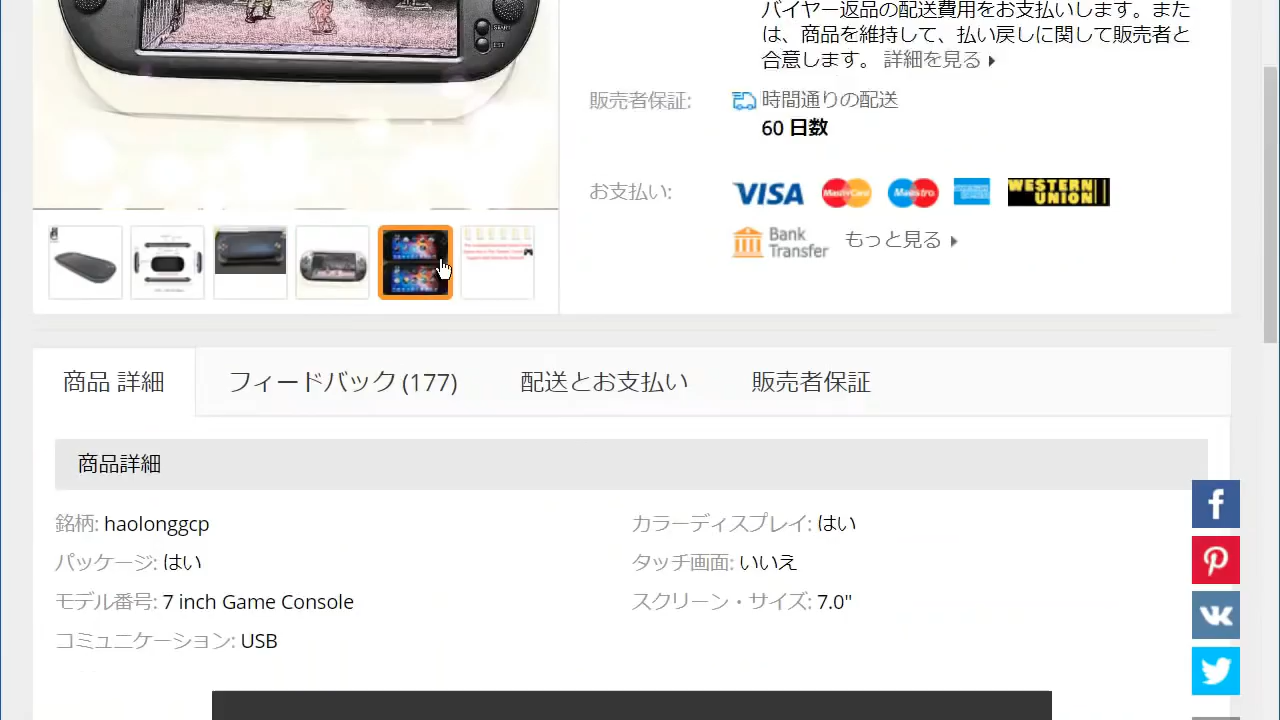 バイヤー返品の配送費用をお支払いします。また
は、商品を維持して、払い戻しに関して販売者と
合意します。 詳細を見る
START
販売者保証: 時間通りの配送
60 日数
お支払い: VISA MasterCard Maestro WESTERN UNION
Bank Transfer もっと見る
商品 詳細 フィードバック (177) 配送とお支払い 販売者保証
商品詳細
銘柄: haolonggcp カラーディスプレイ: はい
パッケージ: はい タッチ画面: いいえ
モデル番号: 7 inch Game Console スクリーン・サイズ: 7.0"
コミュニケーション: USB